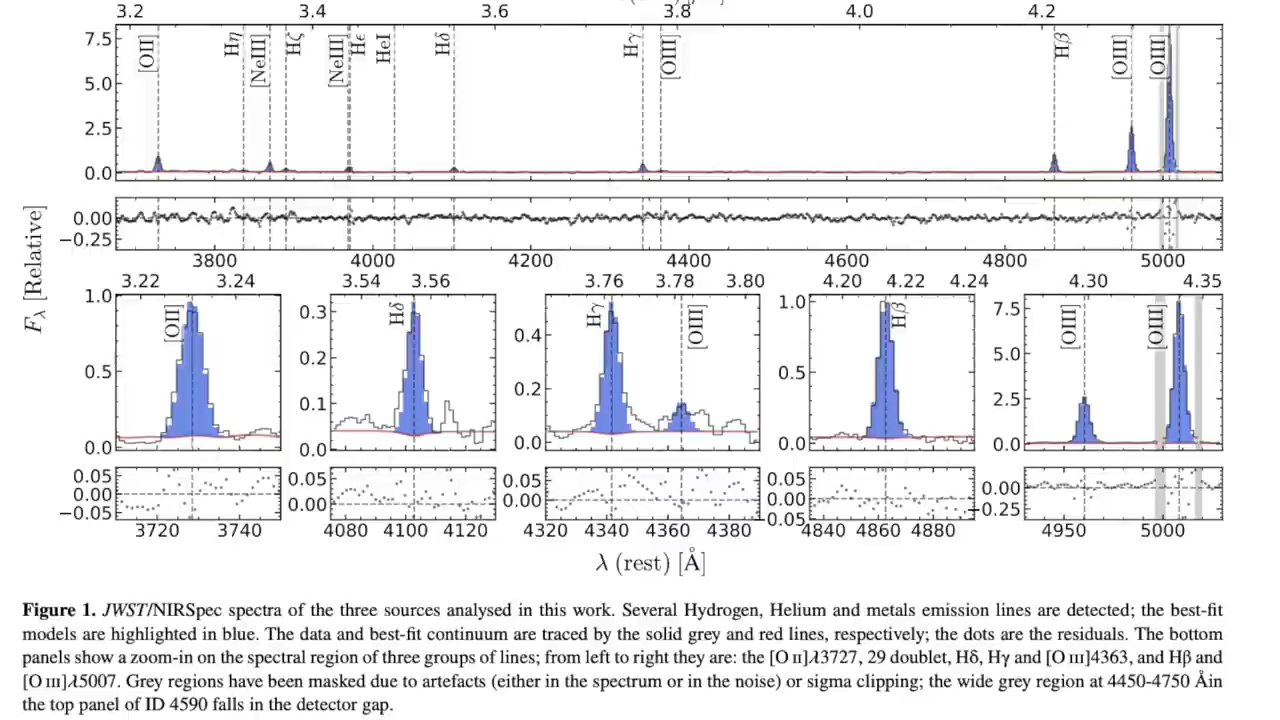 3.2 3.4 3.6 3.8 4.0 4.2
7.5
5.0
2.5
0.0
[OII] Hη [NeIII] Hζ [NeIII] Hϵ HeI Hδ Hγ [OIII] Hβ [OIII] [OIII]
0.00
−0.25
3800 4000 4200 4400 4600 4800 5000
Fλ [Relative]
3.22 3.24 3.54 3.56 3.76 3.78 3.80 4.20 4.22 4.24 4.30 4.35
1.0
0.5
0.0
[OII]
0.3
0.2
0.1
0.0
Hδ
0.4
0.2
0.0
Hγ [OIII]
1.0
0.5
0.0
Hβ
7.5
5.0
2.5
0.0
[OIII] [OIII]
0.05
0.00
−0.05
0.05
0.00
0.05
0.00
0.05
0.00
0.05
0.00
−0.25
3720 3740 4080 4100 4120 4320 4340 4360 4380 4840 4860 4880 4950 5000
λ (rest) [Å]
Figure 1. JWST/NIRSpec spectra of the three sources analysed in this work. Several Hydrogen, Helium and metals emission lines are detected; the best-fit
models are highlighted in blue. The data and best-fit continuum are traced by the solid grey and red lines, respectively; the dots are the residuals. The bottom
panels show a zoom-in on the spectral region of three groups of lines; from left to right they are: the [O II]λ3727, 29 doublet, Hδ, Hγ and [O III]4363, and Hβ and
[O III]λ5007. Grey regions have been masked due to artefacts (either in the spectrum or in the noise) or sigma clipping; the wide grey region at 4450-4750 Åin
the top panel of ID 4590 falls in the detector gap.